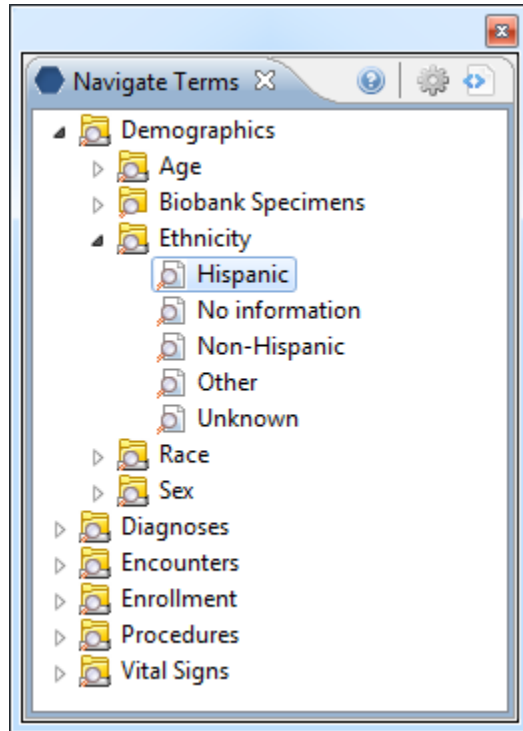 Navigate Terms
Demographics
Age
Biobank Specimens
Ethnicity
Hispanic
No information
Non-Hispanic
Other
Unknown
Race
Sex
Diagnoses
Encounters
Enrollment
Procedures
Vital Signs